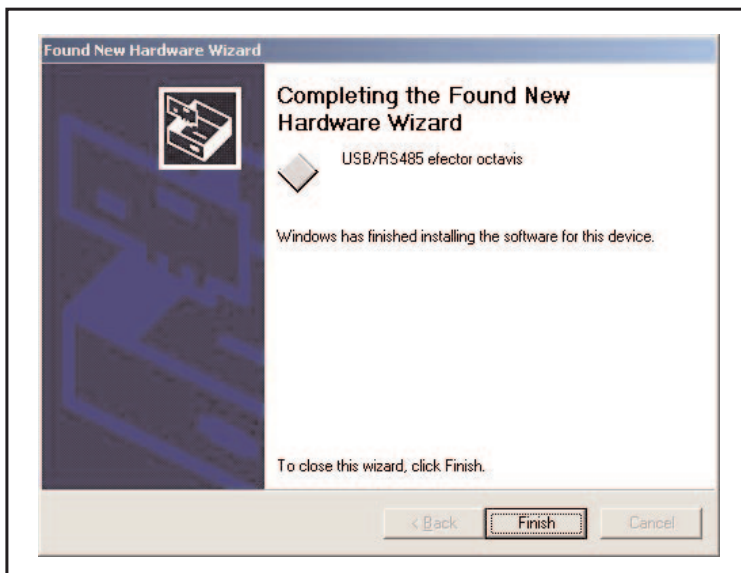 Found New Hardware Wizard
Completing the Found New
Hardware Wizard
USB/RS485 efector octavis
Windows has finished installing the software for this device.
To close this wizard, click Finish.
< Back
Finish
Cancel